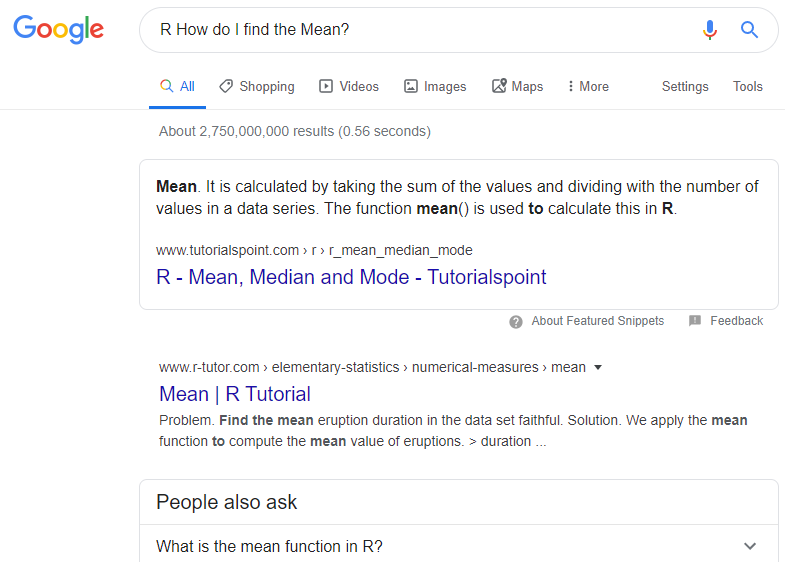 Google
R How do I find the Mean?
All Shopping Videos Images Maps More Settings Tools
About 2,750,000,000 results (0.56 seconds)
Mean. It is calculated by taking the sum of the values and dividing with the number of
values in a data series. The function mean() is used to calculate this in R.
www.tutorialspoint.com › r › r_mean_median_mode
R - Mean, Median and Mode - Tutorialspoint
About Featured Snippets Feedback
www.r-tutor.com › elementary-statistics › numerical-measures › mean
Mean | R Tutorial
Problem. Find the mean eruption duration in the data set faithful. Solution. We apply the mean
function to compute the mean value of eruptions. > duration ...
People also ask
What is the mean function in R?